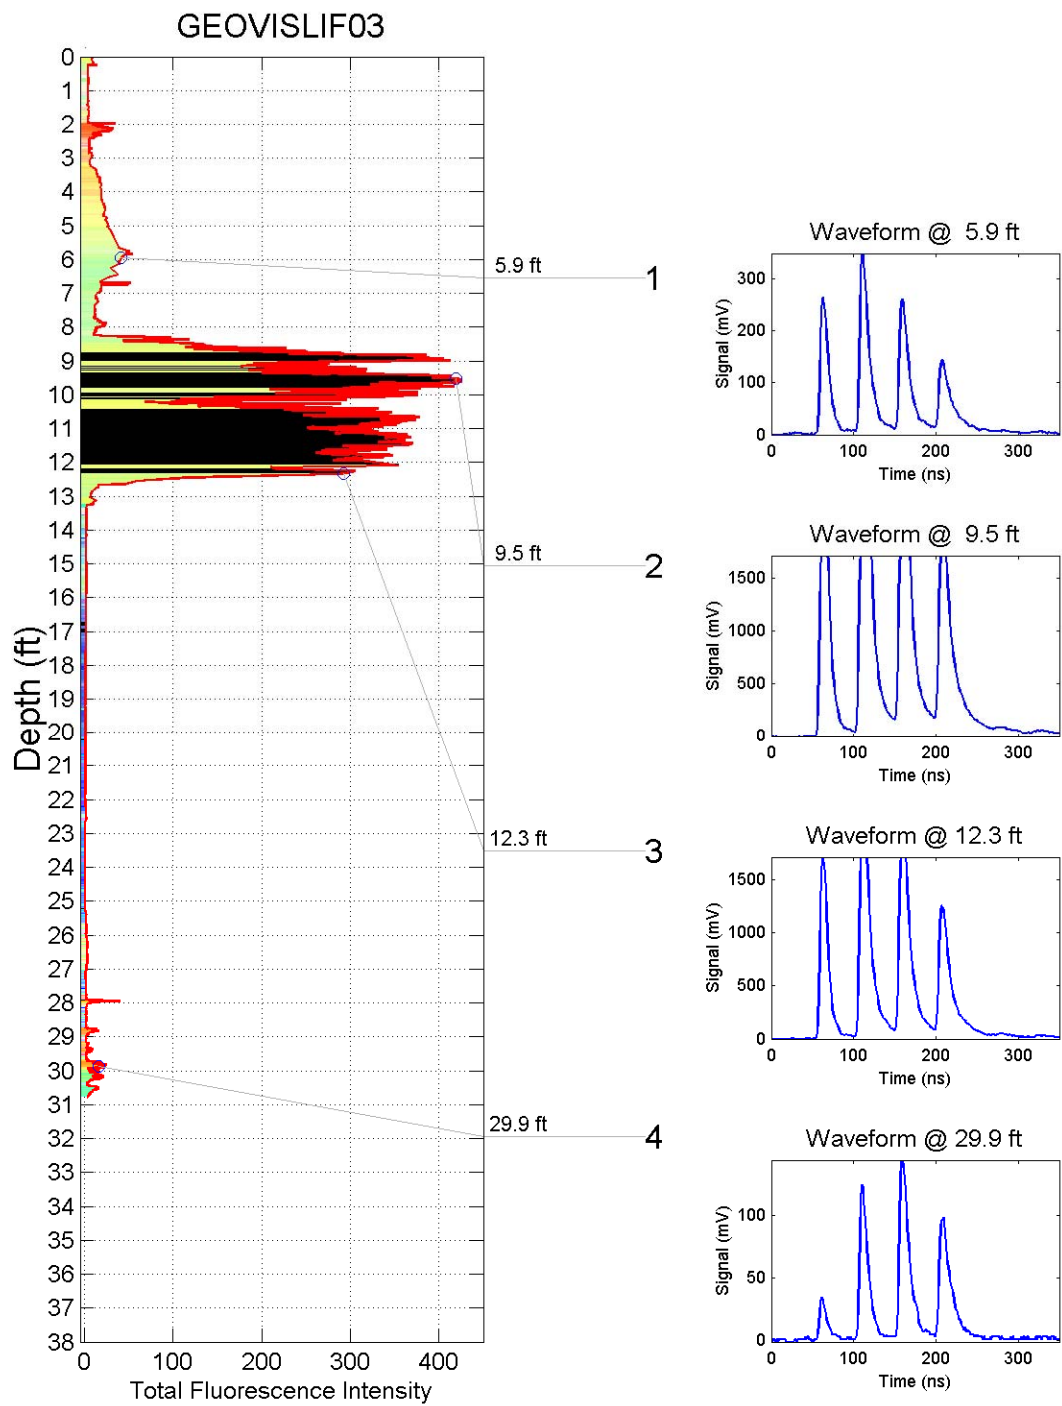 GEOVISLIF03
0
1
2
3
4
5
6
7
8
9
10
11
12
13
14
15
16
17
18
19
20
21
22
23
24
25
26
27
28
29
30
31
32
33
34
35
36
37
38
Depth (ft)
0 100 200 300 400
Total Fluorescence Intensity
5.9 ft 1
9.5 ft 2
12.3 ft 3
29.9 ft 4
Waveform @ 5.9 ft
Signal (mV)
300
200
100
0
0 100 200 300
Time (ns)
Waveform @ 9.5 ft
Signal (mV)
1500
1000
500
0
0 100 200 300
Time (ns)
Waveform @ 12.3 ft
Signal (mV)
1500
1000
500
0
0 100 200 300
Time (ns)
Waveform @ 29.9 ft
Signal (mV)
100
50
0
0 100 200 300
Time (ns)